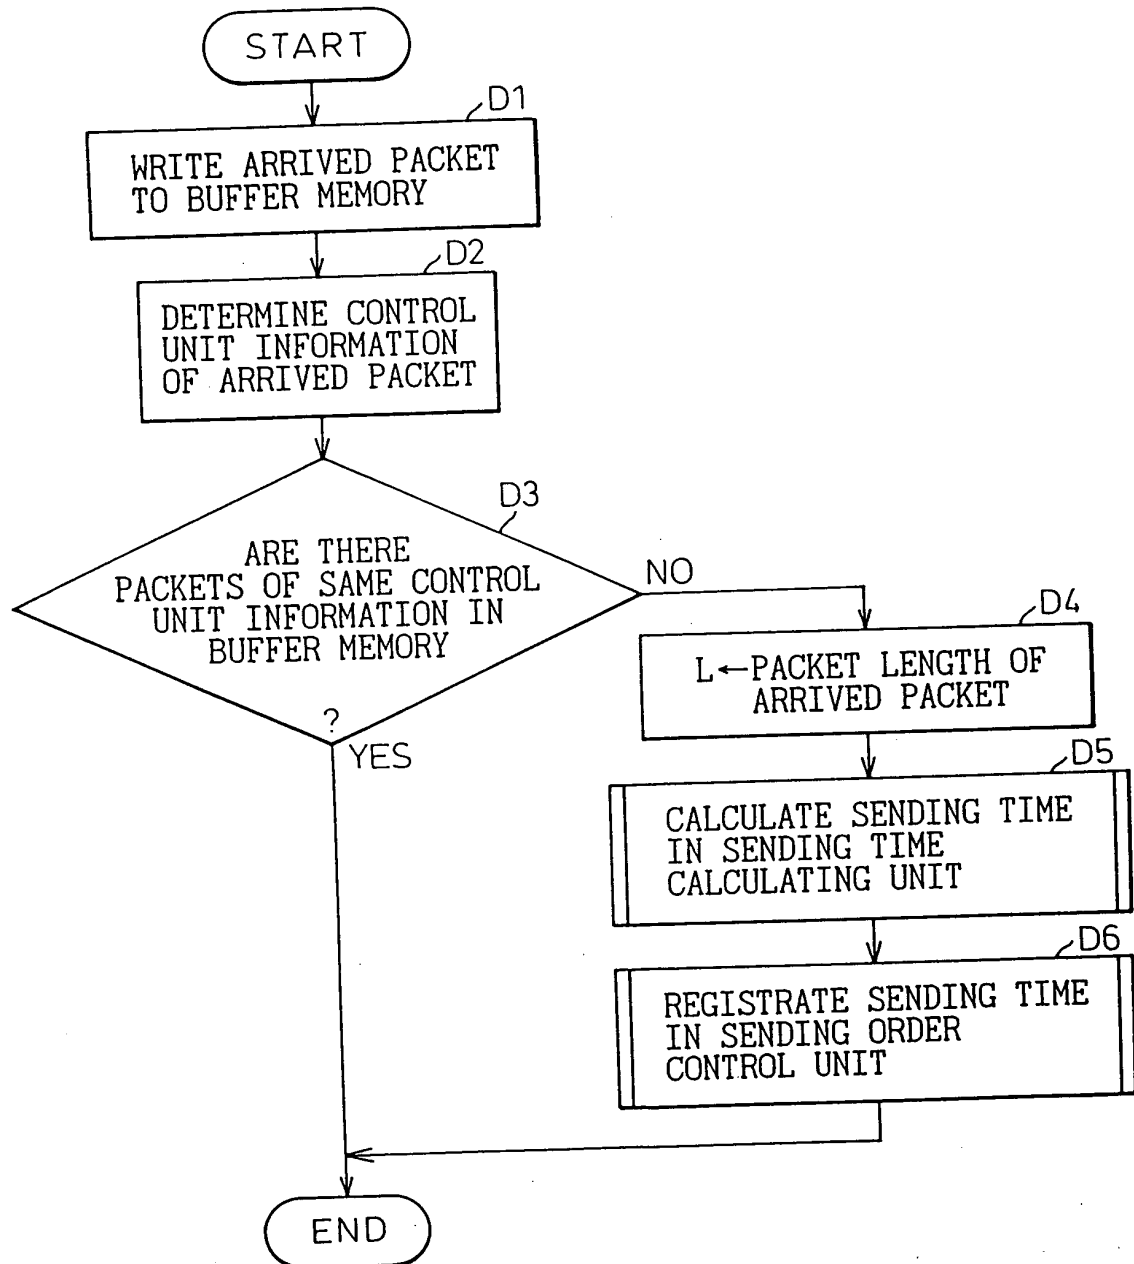 START
D1
WRITE ARRIVED PACKET
TO BUFFER MEMORY
D2
DETERMINE CONTROL
UNIT INFORMATION
OF ARRIVED PACKET
D3
ARE THERE
PACKETS OF SAME CONTROL
UNIT INFORMATION IN
BUFFER MEMORY
?
NO
YES
D4
L←PACKET LENGTH OF
ARRIVED PACKET
D5
CALCULATE SENDING TIME
IN SENDING TIME
CALCULATING UNIT
D6
REGISTRATE SENDING TIME
IN SENDING ORDER
CONTROL UNIT
END